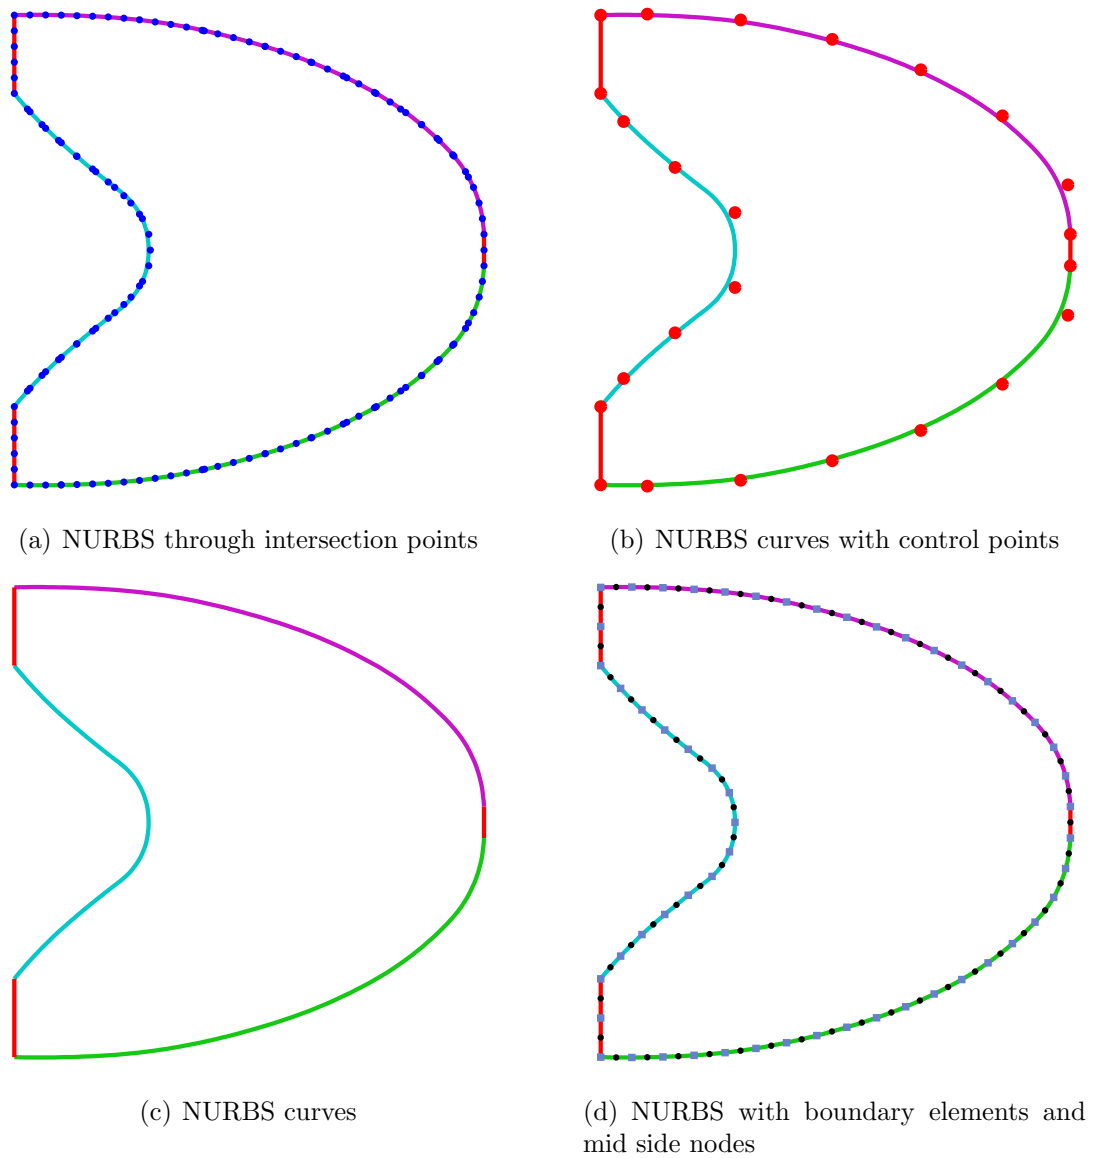 (a) NURBS through intersection points
(b) NURBS curves with control points
(c) NURBS curves
(d) NURBS with boundary elements and
mid side nodes